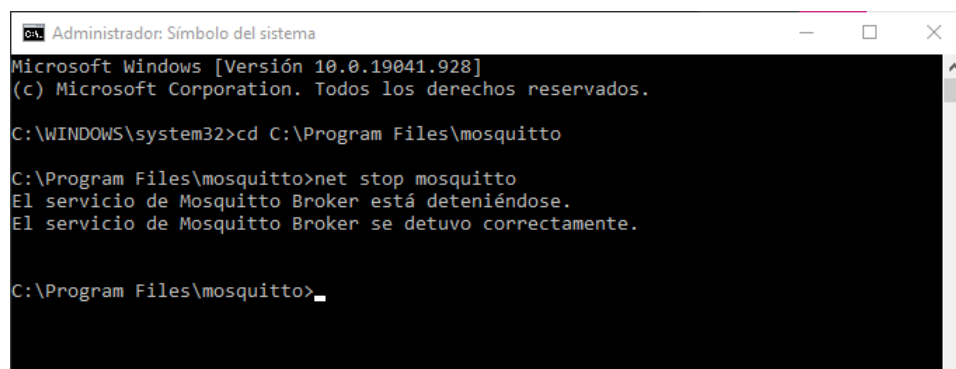 Administrador: Símbolo del sistema
Microsoft Windows [Versión 10.0.19041.928]
(c) Microsoft Corporation. Todos los derechos reservados.
C:\WINDOWS\system32>cd C:\Program Files\mosquitto
C:\Program Files\mosquitto>net stop mosquitto
El servicio de Mosquitto Broker está deteniéndose.
El servicio de Mosquitto Broker se detuvo correctamente.
C:\Program Files\mosquitto>